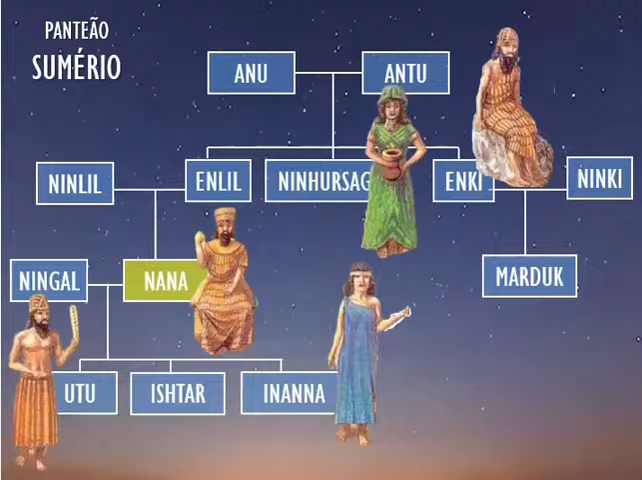 PANTEÃO
SUMÉRIO
ANU
ANTU
NINLIL
ENLIL
NINHURSAG
ENKI
NINKI
NINGAL
NANA
MARDUK
UTU
ISHTAR
INANNA